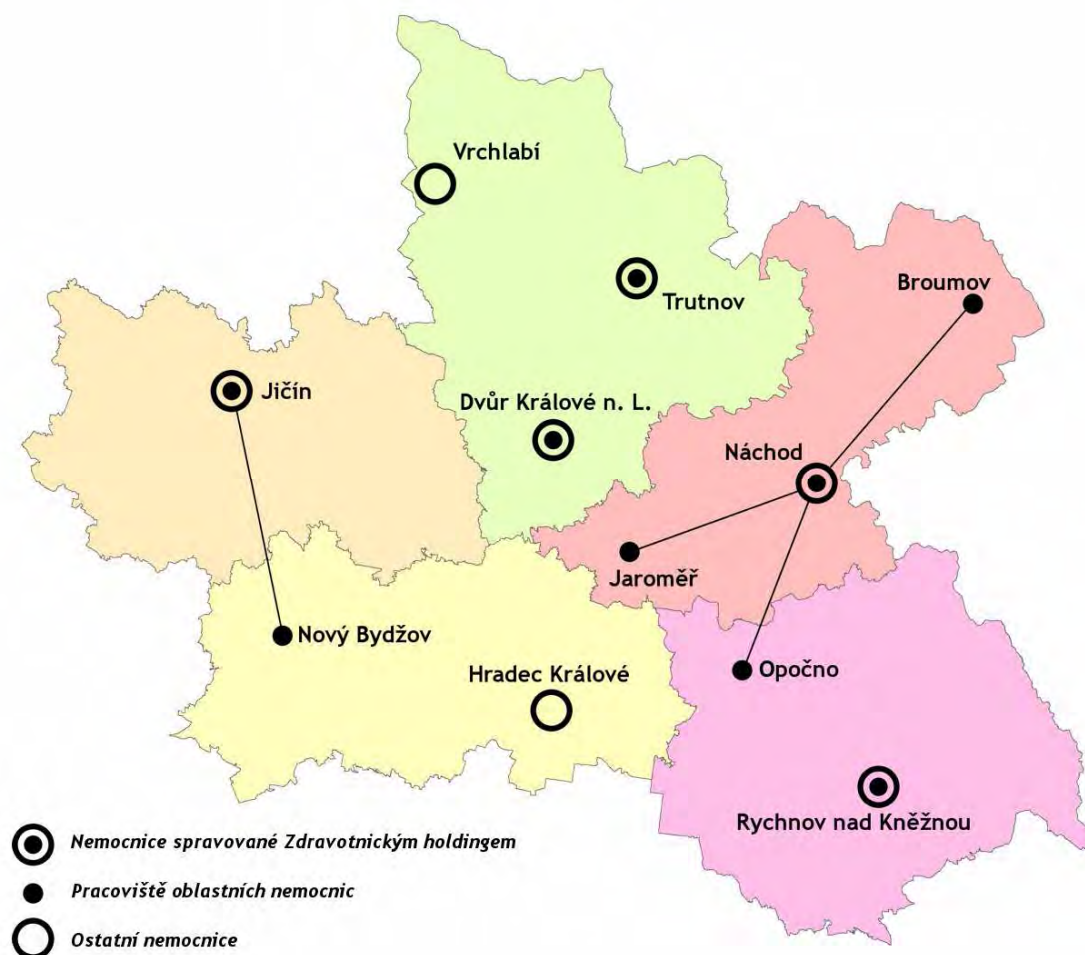 Vrchlabí
Trutnov
Broumov
Jičín
Dvůr Králové n. L.
Náchod
Jaroměř
Nový Bydžov
Hradec Králové
Opočno
Rychnov nad Kněžnou
Nemocnice spravované Zdravotnickým holdingem
Pracoviště oblastních nemocnic
Ostatní nemocnice